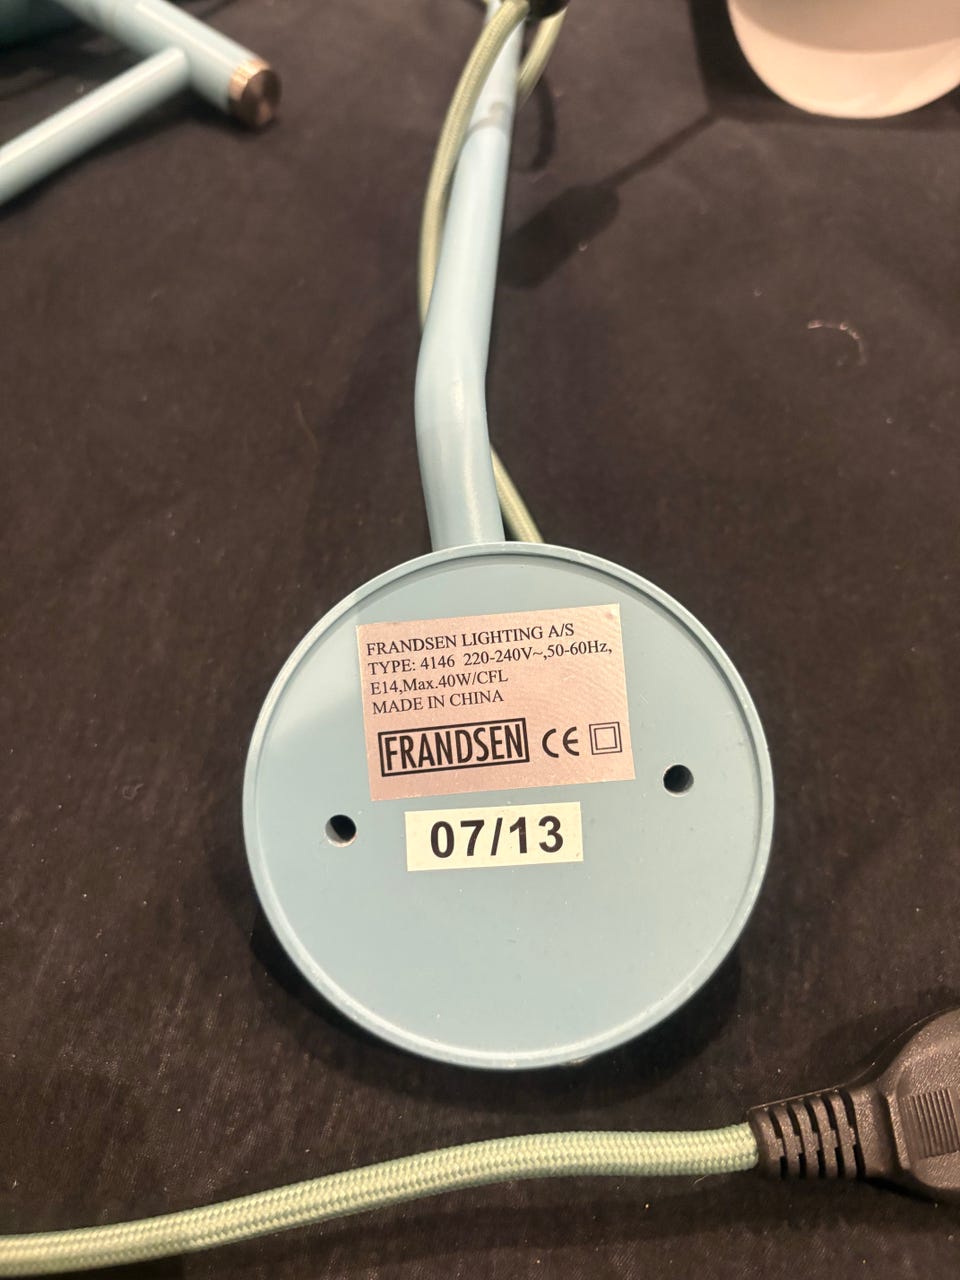 FRANDSEN LIGHTING A/S
TYPE: 4146 220-240V~,50-60Hz,
E14,Max.40W/CFL
MADE IN CHINA
FRANDSEN CE
07/13